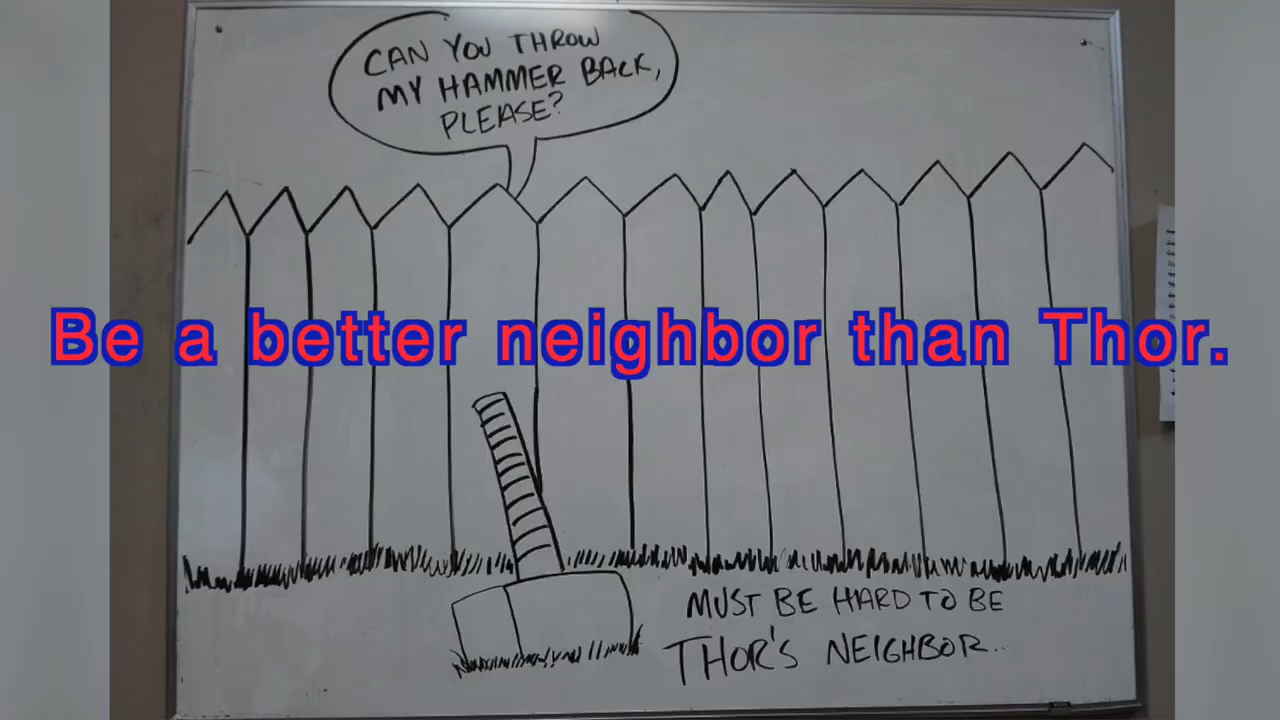 CAN YOU THROW
MY HAMMER BACK,
PLEASE?
Be a better neighbor than Thor.
MUST BE HARD TO BE
THOR'S NEIGHBOR..